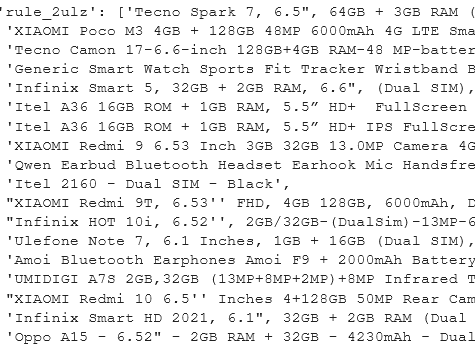 'rule_2ulz': ['Tecno Spark 7, 6.5", 64GB + 3GB RAM (
'XIAOMI Poco M3 4GB + 128GB 48MP 6000mAh 4G LTE Sma
'Tecno Camon 17-6.6-inch 128GB+4GB RAM-48 MP-batter
'Generic Smart Watch Sports Fit Tracker Wristband B
'Infinix Smart 5, 32GB + 2GB RAM, 6.6", (Dual SIM),
'Itel A36 16GB ROM + 1GB RAM, 5.5” HD+  FullScreen
'Itel A36 16GB ROM + 1GB RAM, 5.5” HD+ IPS FullScre
'XIAOMI Redmi 9 6.53 Inch 3GB 32GB 13.0MP Camera 4G
'Qwen Earbud Bluetooth Headset Earhook Mic Handsfre
'Itel 2160 - Dual SIM - Black',
"XIAOMI Redmi 9T, 6.53'' FHD, 4GB 128GB, 6000mAh, D
"Infinix HOT 10i, 6.52'', 2GB/32GB-(DualSim)-13MP-6
'Ulefone Note 7, 6.1 Inches, 1GB + 16GB (Dual SIM),
'Amoi Bluetooth Earphones Amoi F9 + 2000mAh Battery
'UMIDIGI A7S 2GB,32GB (13MP+8MP+2MP)+8MP Infrared T
"XIAOMI Redmi 10 6.5'' Inches 4+128GB 50MP Rear Cam
'Infinix Smart HD 2021, 6.1", 32GB + 2GB RAM (Dual
'Oppo A15 - 6.52" - 2GB RAM + 32GB - 4230mAh - Dual